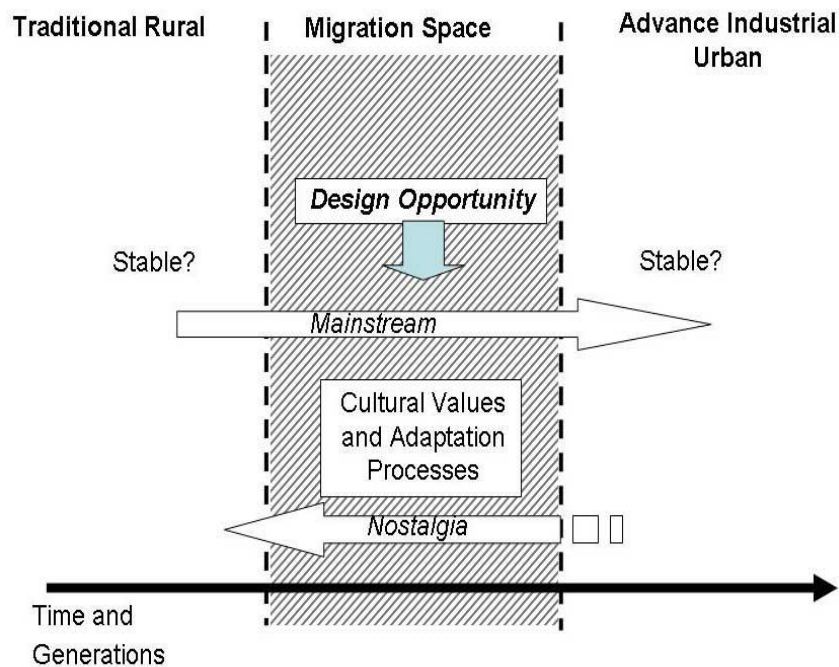 Traditional Rural
Migration Space
Advance Industrial
Urban
Design Opportunity
Stable?
Stable?
Mainstream
Cultural Values
and Adaptation
Processes
Nostalgia
Time and
Generations